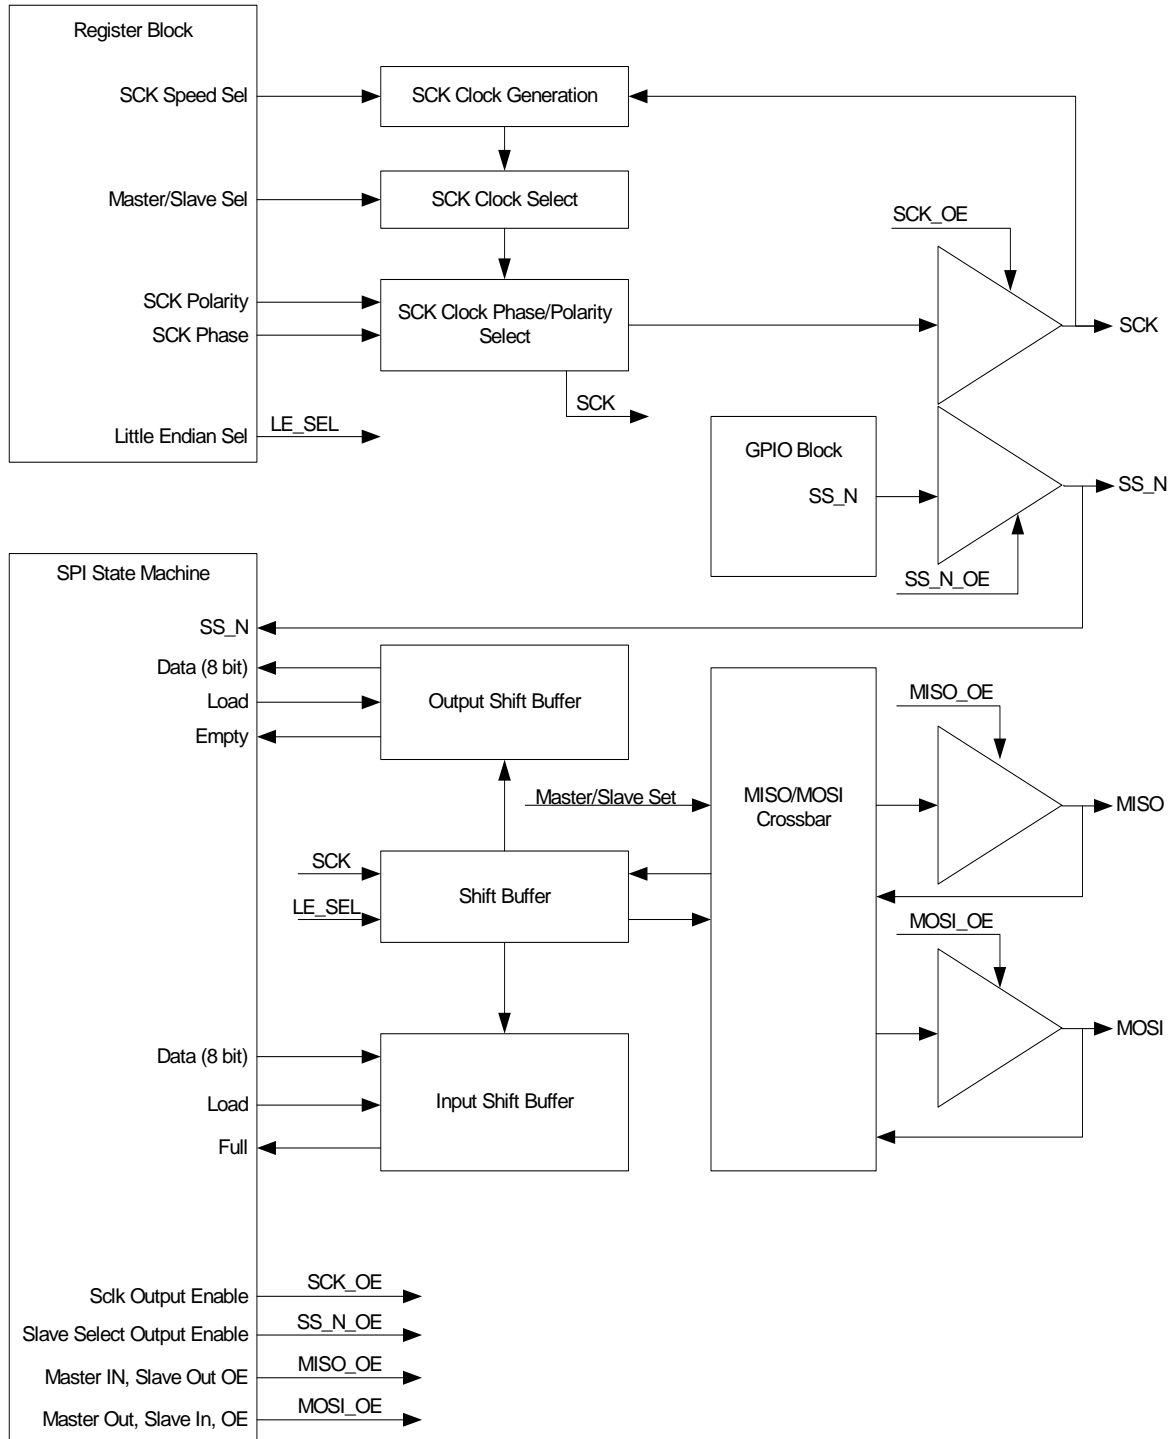 Register Block
SCK Speed Sel
SCK Clock Generation
Master/Slave Sel
SCK Clock Select
SCK_OE
SCK Polarity
SCK Phase
SCK Clock Phase/Polarity
Select
SCK
SCK
Little Endian Sel
LE_SEL
GPIO Block
SS_N
SS_N
SS_N_OE
SPI State Machine
SS_N
Data (8 bit)
Load
Empty
Output Shift Buffer
MISO_OE
Master/Slave Set
MISO/MOSI
Crossbar
MISO
SCK
LE_SEL
Shift Buffer
MOSI_OE
MOSI
Data (8 bit)
Load
Full
Input Shift Buffer
Sclk Output Enable
SCK_OE
Slave Select Output Enable
SS_N_OE
Master IN, Slave Out OE
MISO_OE
Master Out, Slave In, OE
MOSI_OE